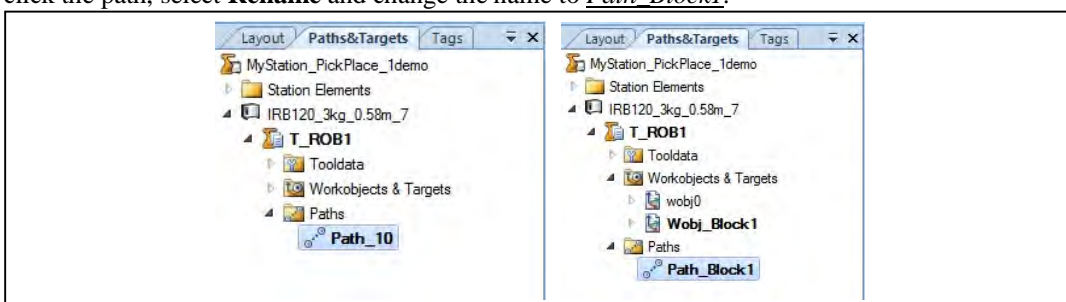 click the path, select Rename and change the name to Path_Block1.
Layout Paths&Targets Tags
MyStation_PickPlace_1demo
Station Elements
IRB120_3kg_0.58m_7
T_ROB1
Tooldata
Workobjects & Targets
Paths
Path_10
Layout Paths&Targets Tags
MyStation_PickPlace_1demo
Station Elements
IRB120_3kg_0.58m_7
T_ROB1
Tooldata
Workobjects & Targets
wobj0
Wobj_Block1
Paths
Path_Block1